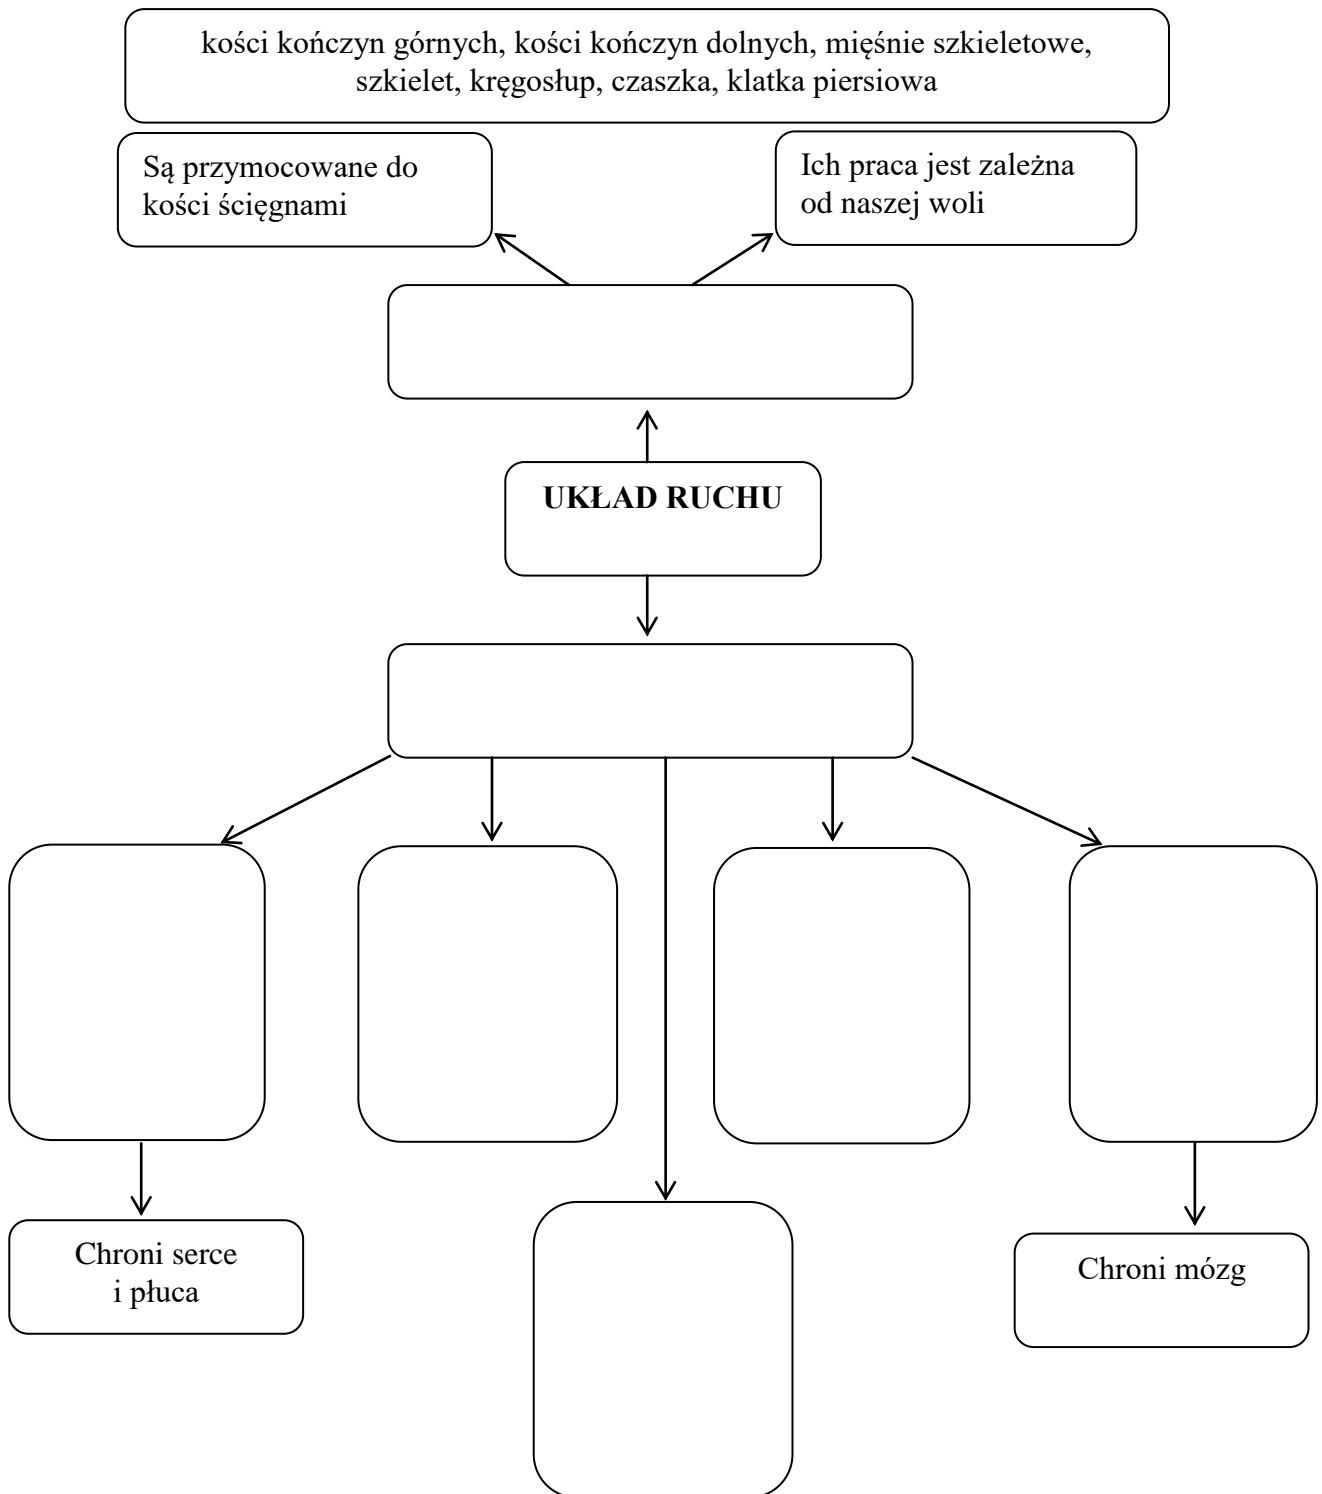 kości kończyn górnych, kości kończyn dolnych, mięśnie szkieletowe,
szkielet, kręgosłup, czaszka, klatka piersiowa
Są przymocowane do
kości ścięgnami
Ich praca jest zależna
od naszej woli
UKŁAD RUCHU
Chroni serce
i płuca
Chroni mózg